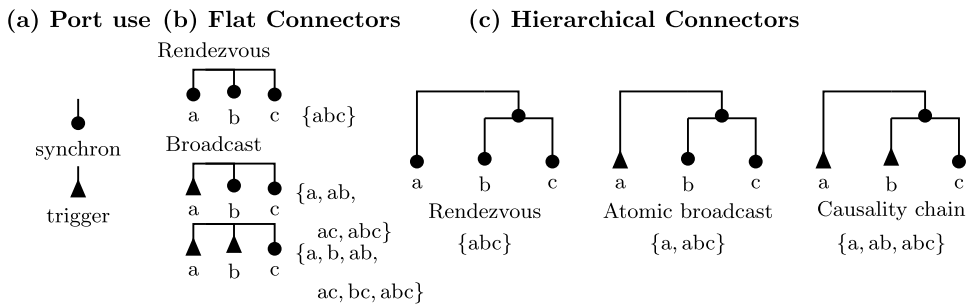 (a) Port use
synchron
trigger
(b) Flat Connectors
Rendezvous
a b c {abc}
Broadcast
a b c {a, ab,
ac, abc}
a b c {a, b, ab,
ac, bc, abc}
(c) Hierarchical Connectors
a b c
Rendezvous
{abc}
a b c
Atomic broadcast
{a, abc}
a b c
Causality chain
{a, ab, abc}